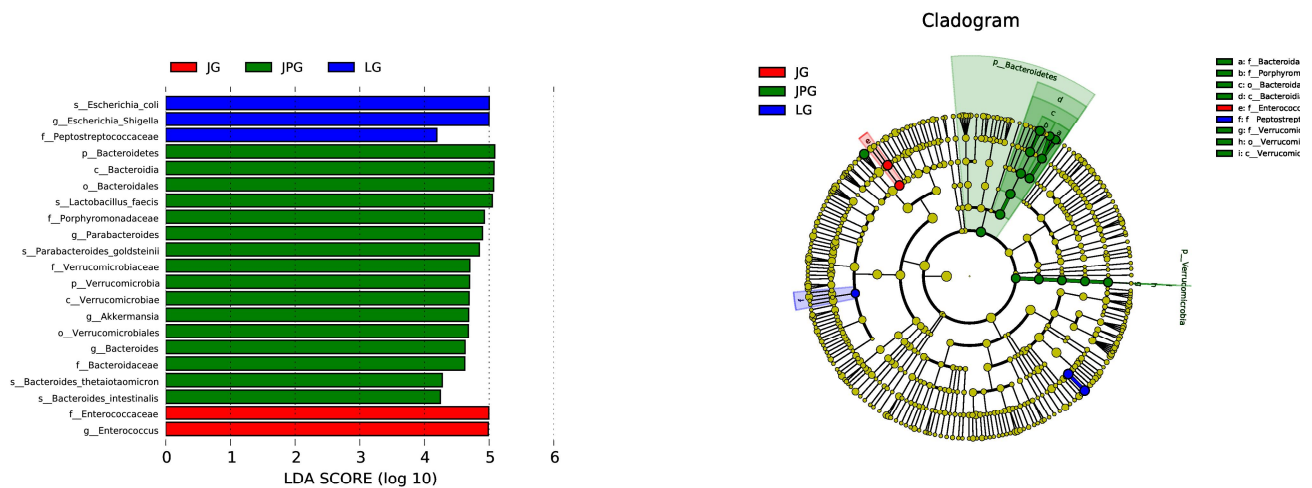 JG JPG LG
s__Escherichia_coli
g__Escherichia_Shigella
f__Peptostreptococcaceae
p__Bacteroidetes
c__Bacteroidia
o__Bacteroidales
s__Lactobacillus_faecis
f__Porphyromonadaceae
g__Parabacteroides
s__Parabacteroides_goldsteinii
f__Verrucomicrobiaceae
p__Verrucomicrobia
c__Verrucomicrobiae
g__Akkermansia
o__Verrucomicrobiales
g__Bacteroides
f__Bacteroidaceae
s__Bacteroides_thetaiotaomicron
s__Bacteroides_intestinalis
f__Enterococcaceae
g__Enterococcus
0 1 2 3 4 5 6
LDA SCORE (log 10)
Cladogram
JG
JPG
LG
p__Bacteroidetes
d
c
e
f
p__Verrucomicrobia
a: f__Bacteroida
b: f__Porphyrom
c: o__Bacteroida
d: c__Bacteroidi
e: f__Enterococ
f: f__Peptostrept
g: f__Verrucomic
h: o__Verrucomi
i: c__Verrucomic